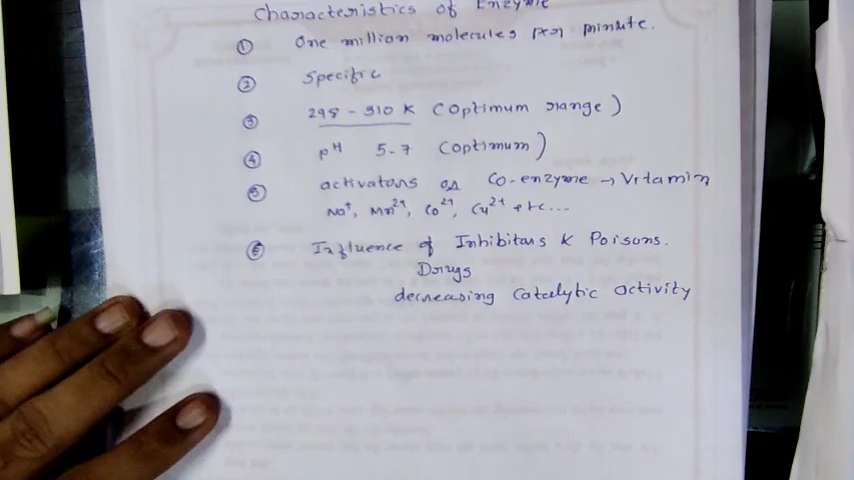 Characteristics of Enzyme
① One million molecules per minute.
② Specific
③ 298 - 310 K (Optimum range)
④ pH 5-7 (optimum)
⑤ activators or Co-enzyme → Vitamin
Na⁺, Mn²⁺, Co²⁺, Cu²⁺ etc...
⑥ Influence of Inhibitors & Poisons.
Drugs
decreasing Catalytic activity